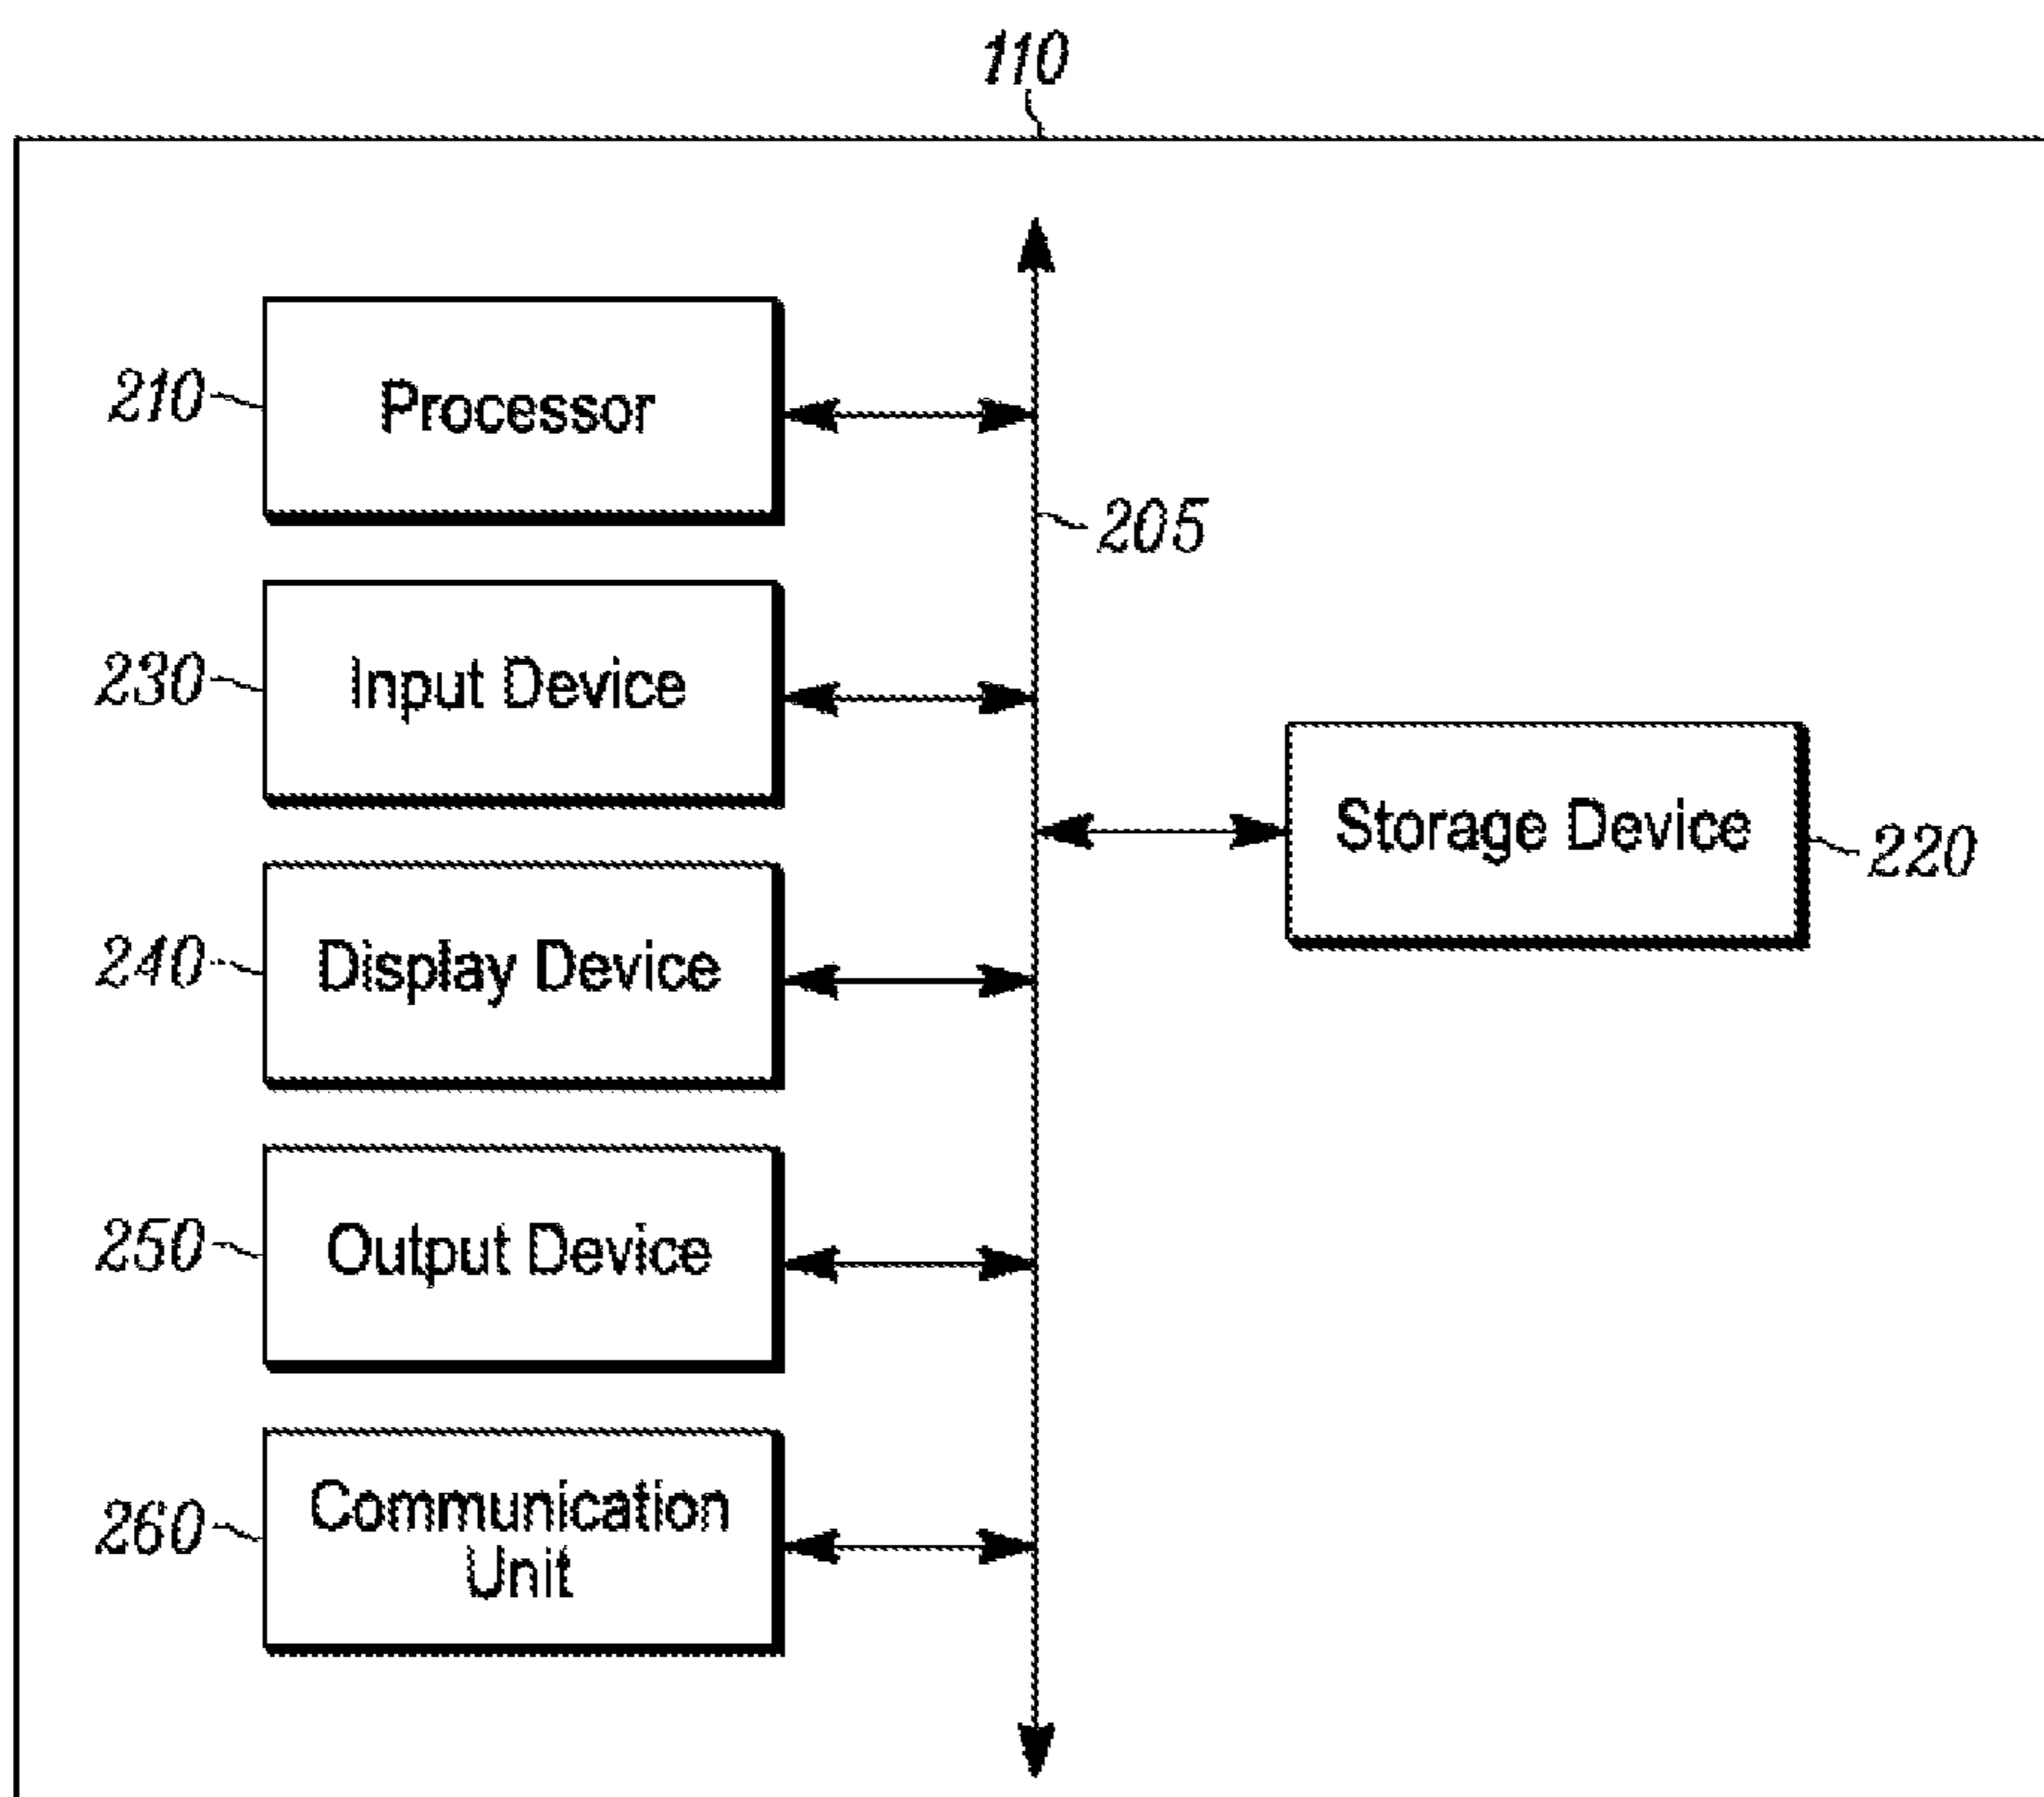 110
210
Processor
205
230
Input Device
Storage Device
220
240
Display Device
250
Output Device
260
Communication
Unit